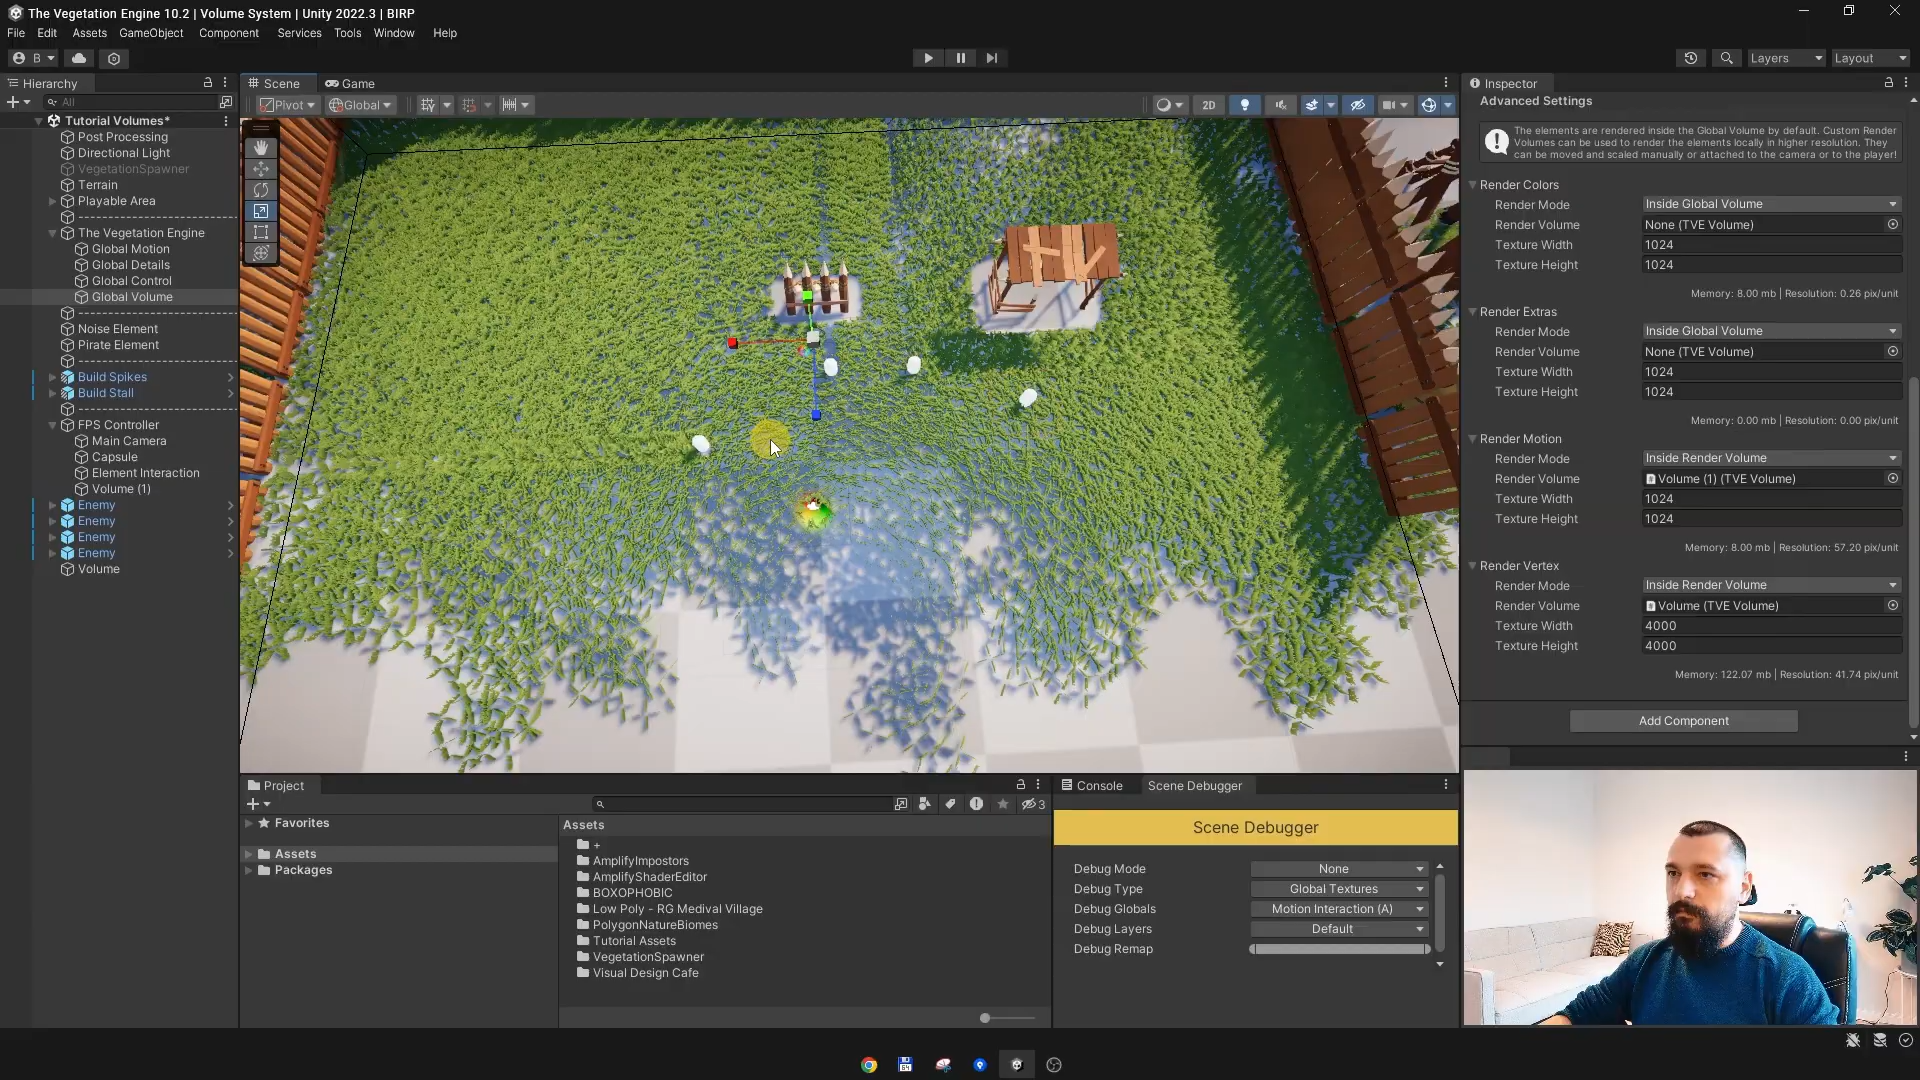 The Vegetation Engine 10.2 | Volume System | Unity 2022.3 | BIRP
File Edit Assets GameObject Component Services Tools Window Help
B
Layers Layout
Hierarchy
All
Tutorial Volumes*
Post Processing
Directional Light
VegetationSpawner
Terrain
Playable Area
--------------------------
The Vegetation Engine
Global Motion
Global Details
Global Control
Global Volume
--------------------------
Noise Element
Pirate Element
--------------------------
Build Spikes
Build Stall
--------------------------
FPS Controller
Main Camera
Capsule
Element Interaction
Volume (1)
Enemy
Enemy
Enemy
Enemy
Volume
Scene Game
Pivot Global 2D
Inspector
Advanced Settings
The elements are rendered inside the Global Volume by default. Custom Render
Volumes can be used to render the elements locally in higher resolution. They
can be moved and scaled manually or attached to the camera or to the player!
Render Colors
Render Mode Inside Global Volume
Render Volume None (TVE Volume)
Texture Width 1024
Texture Height 1024
Memory: 8.00 mb | Resolution: 0.26 pix/unit
Render Extras
Render Mode Inside Global Volume
Render Volume None (TVE Volume)
Texture Width 1024
Texture Height 1024
Memory: 0.00 mb | Resolution: 0.00 pix/unit
Render Motion
Render Mode Inside Render Volume
Render Volume Volume (1) (TVE Volume)
Texture Width 1024
Texture Height 1024
Memory: 8.00 mb | Resolution: 57.20 pix/unit
Render Vertex
Render Mode Inside Render Volume
Render Volume Volume (TVE Volume)
Texture Width 4000
Texture Height 4000
Memory: 122.07 mb | Resolution: 41.74 pix/unit
Add Component
Project
3
Favorites
Assets
Packages
Assets
+
AmplifyImpostors
AmplifyShaderEditor
BOXOPHOBIC
Low Poly - RG Medival Village
PolygonNatureBiomes
Tutorial Assets
VegetationSpawner
Visual Design Cafe
Console Scene Debugger
Scene Debugger
Debug Mode None
Debug Type Global Textures
Debug Globals Motion Interaction (A)
Debug Layers Default
Debug Remap
64